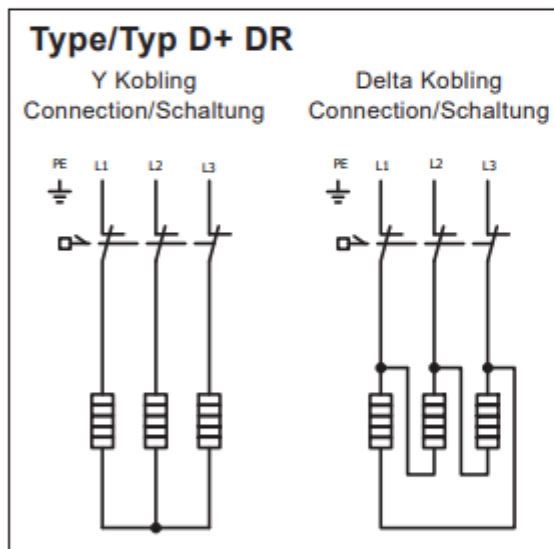 Type/Typ D+ DR
Y Kobling
Connection/Schaltung
PE L1 L2 L3
Delta Kobling
Connection/Schaltung
PE L1 L2 L3